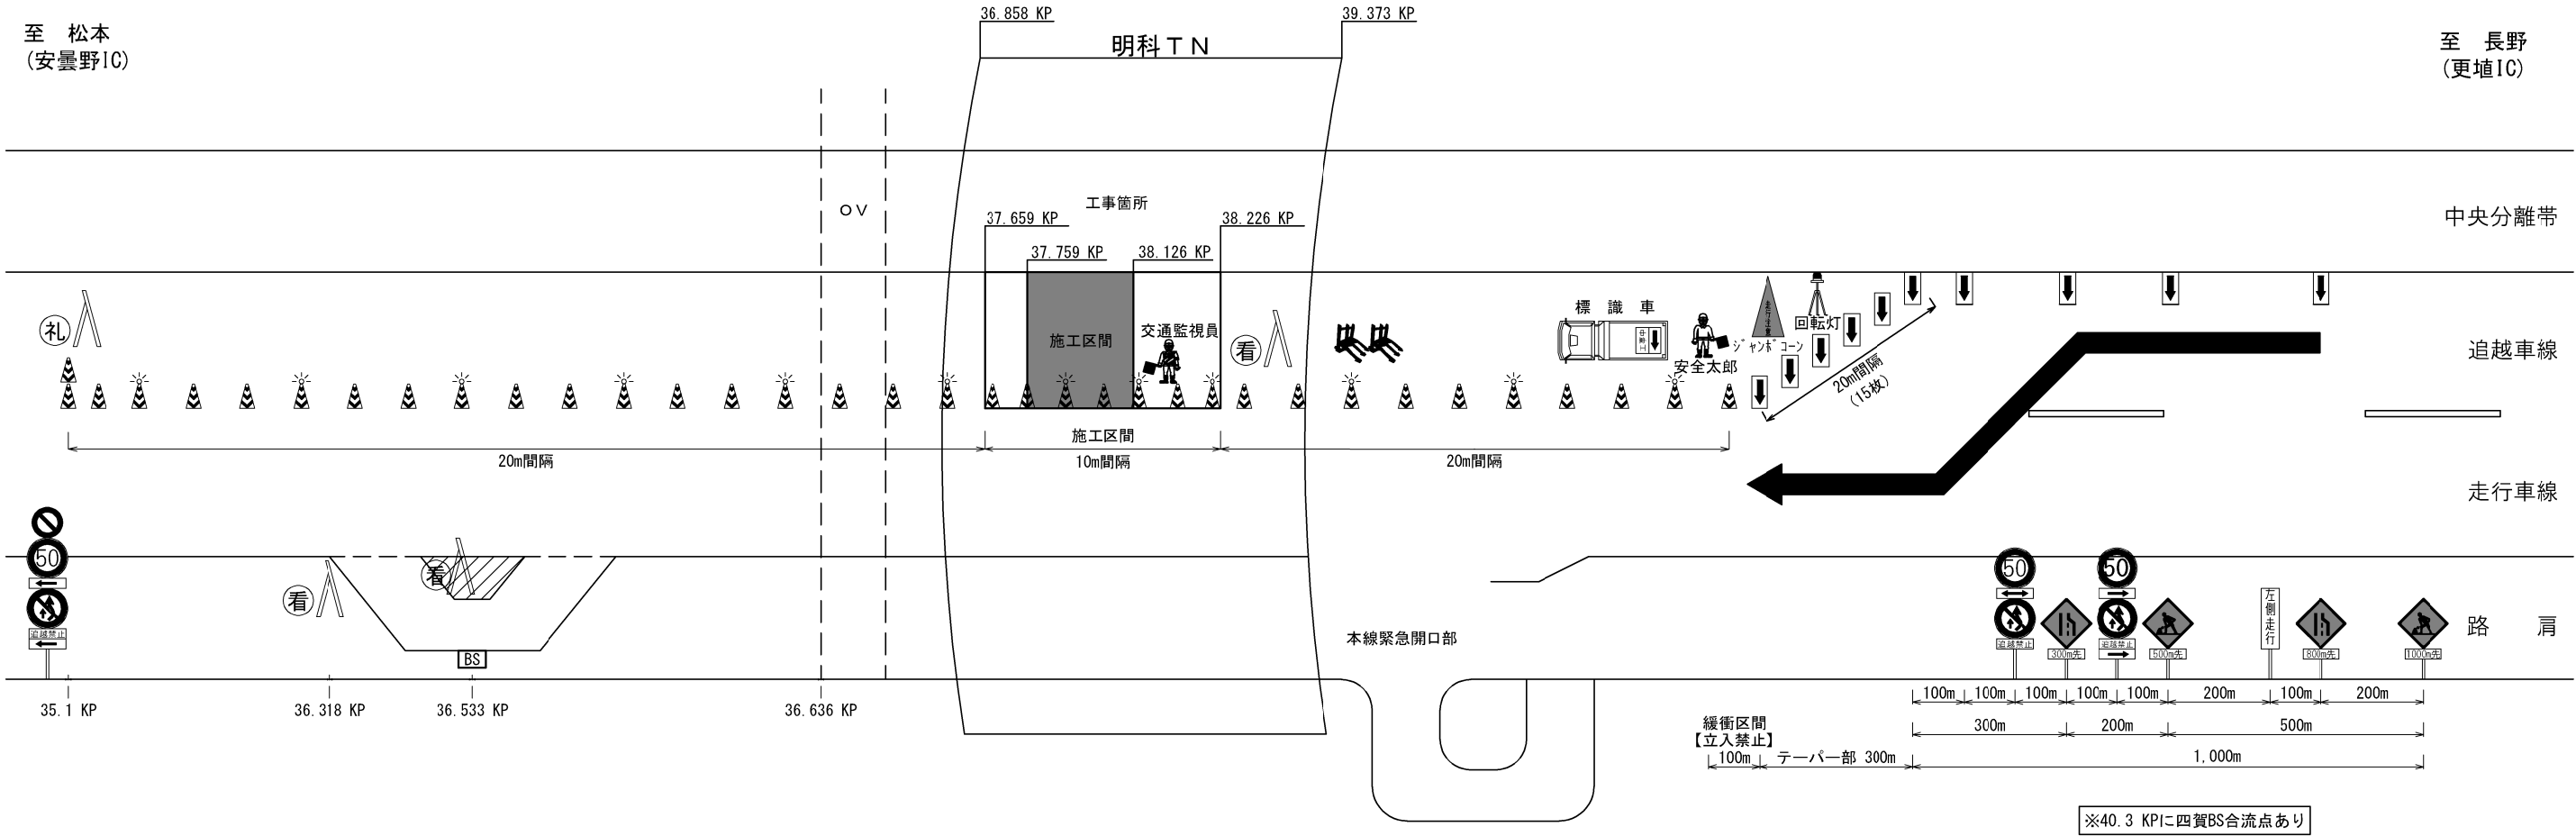 至　松本
(安曇野IC)
36.858 KP
39.373 KP
明科ＴＮ
至　長野
(更埴IC)
ＯＶ
工事箇所
中央分離帯
37.659 KP
38.226 KP
37.759 KP
38.126 KP
礼
施工区間
交通監視員
看
標　識　車
安全太郎
走行注意
ジャンボコーン
回転灯
20m間隔
(15枚)
追越車線
20m間隔
施工区間
10m間隔
20m間隔
走行車線
50
追越禁止
看
看
BS
本線緊急開口部
50
追越禁止
300m先
50
追越禁止
500m先
左側走行
800m先
1000m先
路　肩
35.1 KP
36.318 KP
36.533 KP
36.636 KP
100m
100m
100m
100m
100m
200m
100m
200m
300m
200m
500m
緩衝区間
【立入禁止】
100m
テーパー部 300m
1,000m
※40.3 KPに四賀BS合流点あり